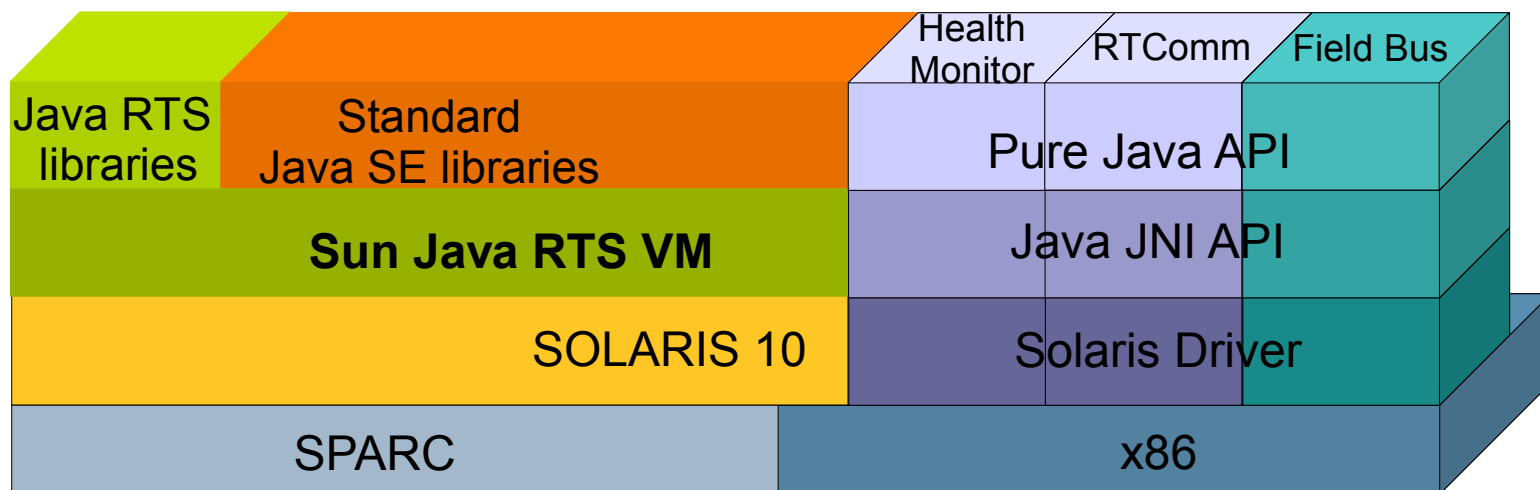 Health
Monitor
RTComm
Field Bus
Java RTS
libraries
Standard
Java SE libraries
Pure Java API
Sun Java RTS VM
Java JNI API
SOLARIS 10
Solaris Driver
SPARC
x86